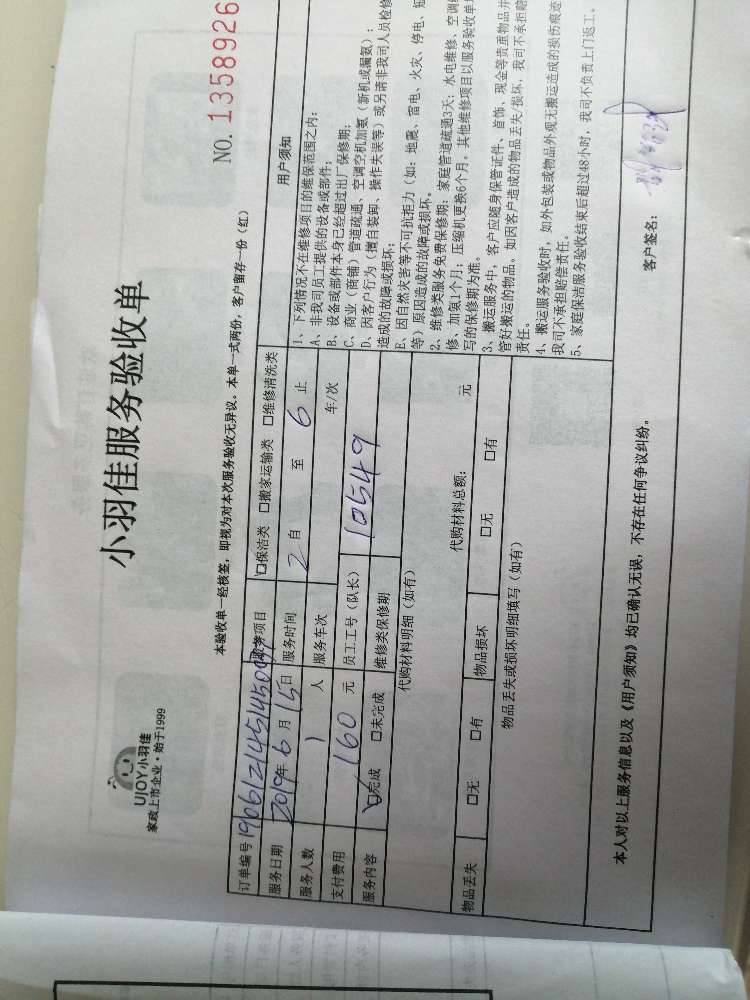 UJOY小羽佳
家政上市企业·始于1999
小羽佳服务验收单
NO. 1358926
本验收单一经核签，即视为对本次服务验收无异议。本单一式两份，客户留存一份（红）
订单编号
服务项目 ☑保洁类 □搬家运输类 □维修清洗类
服务日期 2019年6月15日 服务时间 2自 至 6止
服务人数 1 人 服务车次 车/次
支付费用 160 元 员工工号（队长） 10549
服务内容 ☑完成 □未完成 维修类保修期
代购材料明细（如有） 代购材料总额： 元
物品丢失 □无 □有 物品损坏 □无 □有
物品丢失或损坏明细填写（如有）
用户须知
1、下列情况不在维修项目的维保范围之内：
A、非我司员工提供的设备或部件；
B、设备或部件本身已经超过出厂保修期；
C、商业（商铺）管道疏通、空调空机加氨（新机或漏氨）；
D、因客户行为（擅自装卸、操作失误等）或另请非我司人员检修
造成的故障或损坏；
E、因自然灾害等不可抗拒力（如：地震、雷电、火灾、停电、短
等）原因造成的故障或损坏。
2、维修类服务免费保修期：家庭管道疏通3天；水电维修、空调维
修、加氨1个月；压缩机更换6个月。其他维修项目以服务验收单填
写的保修期为准。
3、搬运服务中，客户应随身保管证件、首饰、现金等贵重物品并
管好搬运的物品。如因客户造成的物品丢失/损坏，我司不承担赔
责任。
4、搬运服务验收时，如外包装或物品外观无搬运造成的损伤痕迹
我司不承担赔偿责任。
5、家庭保洁服务验收结束后超过48小时，我司不负责上门返工。
本人对以上服务信息以及《用户须知》均已确认无误，不存在任何争议纠纷。
客户签名：